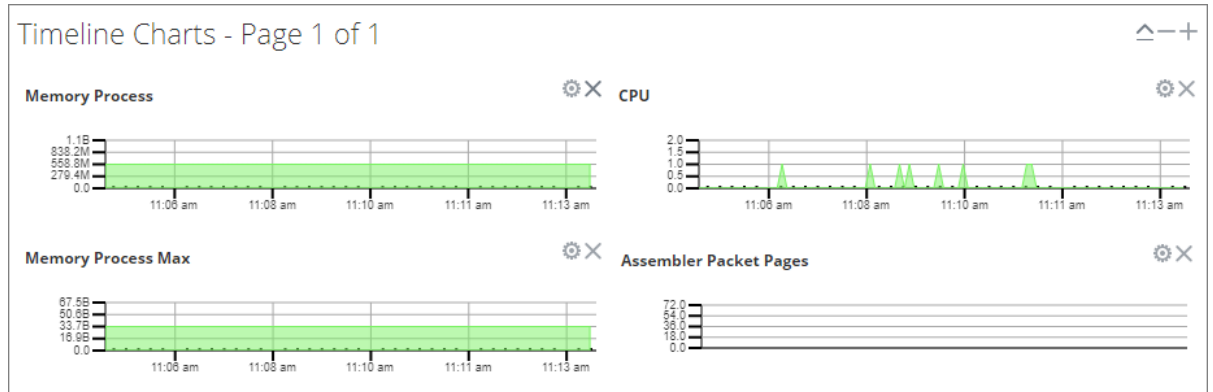 Timeline Charts - Page 1 of 1
Memory Process
1.1B
838.2M
558.8M
279.4M
0.0
11:06 am 11:08 am 11:10 am 11:11 am 11:13 am
CPU
2.0
1.5
1.0
0.5
0.0
11:06 am 11:08 am 11:10 am 11:11 am 11:13 am
Memory Process Max
67.5B
50.6B
33.7B
16.9B
0.0
11:06 am 11:08 am 11:10 am 11:11 am 11:13 am
Assembler Packet Pages
72.0
54.0
36.0
18.0
0.0